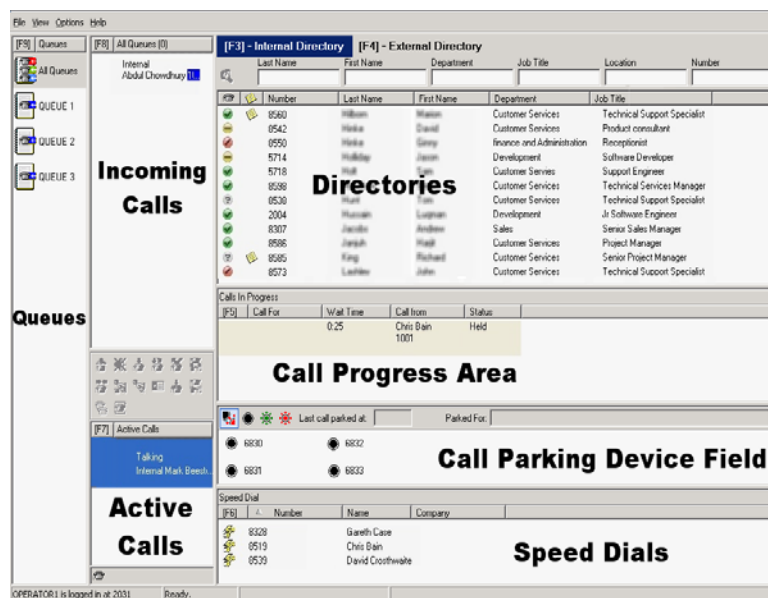 File View Options Help
[F9] Queues
All Queues
QUEUE 1
QUEUE 2
QUEUE 3
Queues
[F8] All Queues (0)
Internal
Abdul Chowdhury
Incoming
Calls
[F7] Active Calls
Talking
Internal Mark
Active
Calls
[F3] - Internal Directory [F4] - External Directory
Last Name First Name Department Job Title Location Number
Number Last Name First Name Department Job Title
8560 Customer Services Technical Support Specialist
8542 Customer Services Product consultant
8550 finance and Administration Receptionist
5714 Development Software Developer
5718 Customer Servies Support Engineer
8598 Customer Services Technical Services Manager
8530 Customer Services Technical Support Specialist
2004 Development Jr Software Engineer
8307 Sales Senior Sales Manager
8586 Customer Services Project Manager
8585 Customer Services Senior Project Manager
8573 Customer Services Technical Support Specialist
Directories
Calls In Progress
[F5] Call For Wait Time Call from Status
0:25 Chris Bain Held
1001
Call Progress Area
Last call parked at: Parked For:
6830 6832
6831 6833
Call Parking Device Field
Speed Dial
[F6] Number Name Company
8328 Gareth Case
8519 Chris Bain
8539 David Crosthwaite
Speed Dials
OPERATOR1 is logged in at 2031 Ready.